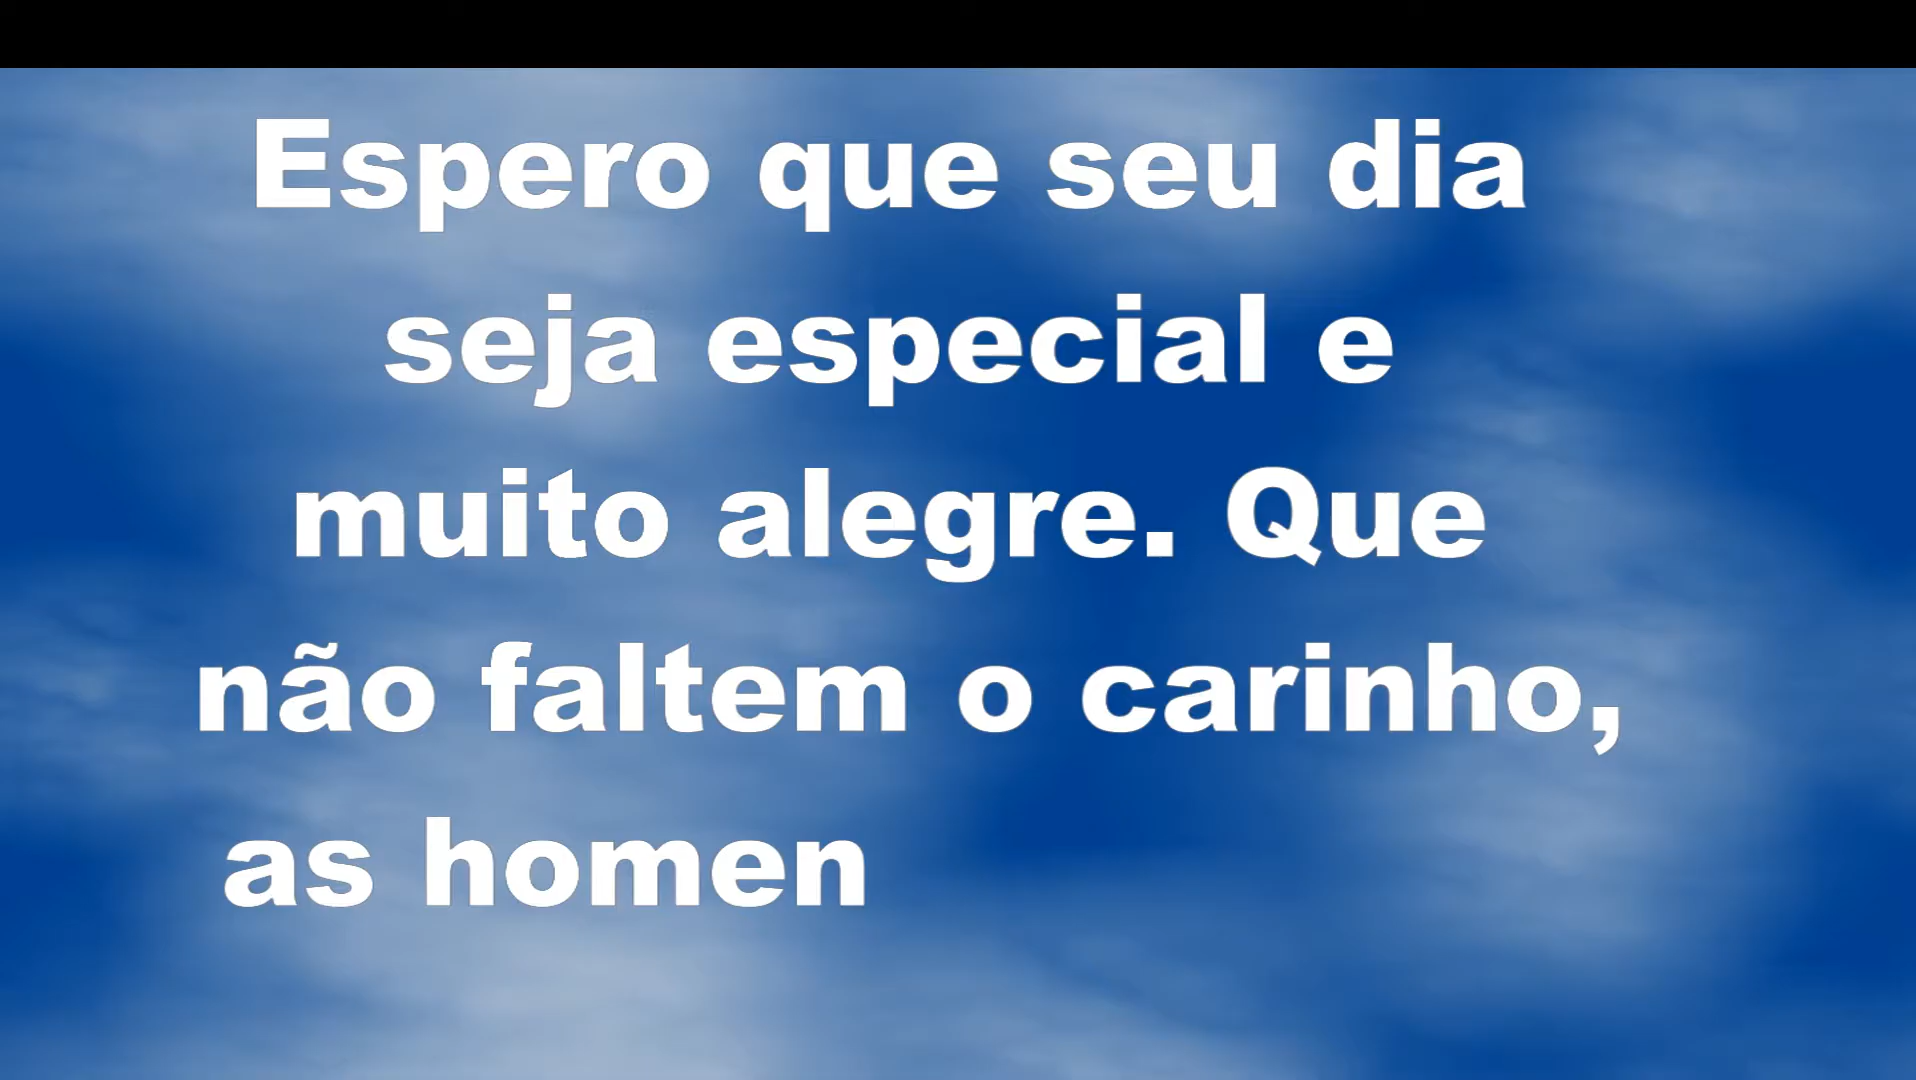 Espero que seu dia
seja especial e
muito alegre. Que
não faltem o carinho,
as homen